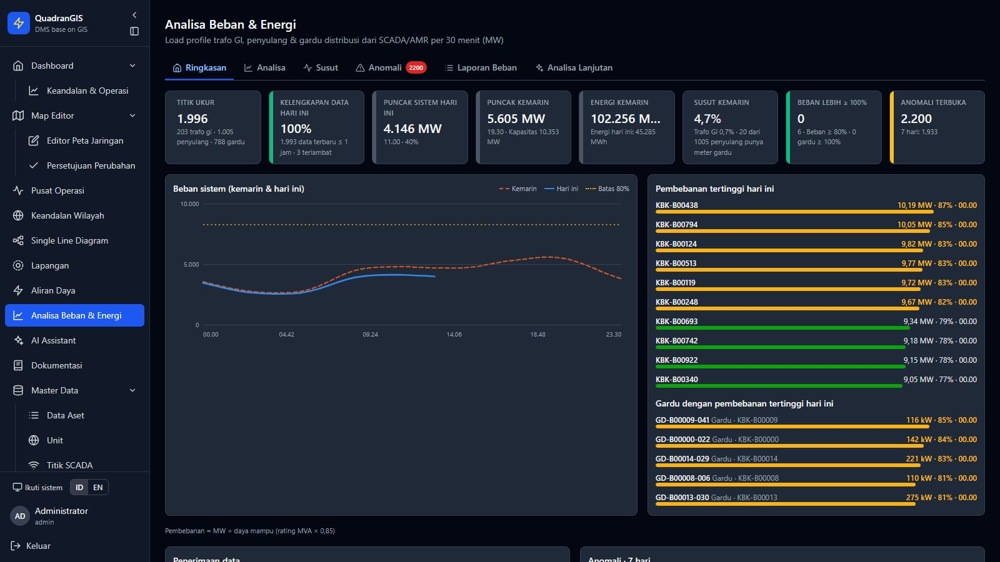 QuadranGIS
DMS base on GIS
Dashboard
Keandalan & Operasi
Map Editor
Editor Peta Jaringan
Persetujuan Perubahan
Pusat Operasi
Keandalan Wilayah
Single Line Diagram
Lapangan
Aliran Daya
Analisa Beban & Energi
AI Assistant
Dokumentasi
Master Data
Data Aset
Unit
Titik SCADA
Ikuti sistem ID EN
AD
Administrator
admin
Keluar
Analisa Beban & Energi
Load profile trafo GI, penyulang & gardu distribusi dari SCADA/AMR per 30 menit (MW)
Ringkasan Analisa Susut Anomali 2200 Laporan Beban Analisa Lanjutan
TITIK UKUR
1.996
203 trafo gi · 1.005
penyulang · 788 gardu
KELENGKAPAN DATA
HARI INI
100%
1.993 data terbaru ≤ 1
jam · 3 terlambat
PUNCAK SISTEM HARI
INI
4.146 MW
11.00 · 40%
PUNCAK KEMARIN
5.605 MW
19.30 · Kapasitas 10.353
MW
ENERGI KEMARIN
102.256 M...
Energi hari ini: 45.285
MWh
SUSUT KEMARIN
4,7%
Trafo GI 0,7% · 20 dari
1005 penyulang punya
meter gardu
BEBAN LEBIH ≥ 100%
0
6 · Beban ≥ 80% · 0
gardu ≥ 100%
ANOMALI TERBUKA
2.200
7 hari: 1.933
Beban sistem (kemarin & hari ini)
Kemarin Hari ini Batas 80%
10.000
5.000
0
00.00 04.42 09.24 14.06 18.48 23.30
Pembebanan tertinggi hari ini
KBK-B00438 10,19 MW · 87% · 00.00
KBK-B00794 10,05 MW · 85% · 00.00
KBK-B00124 9,82 MW · 83% · 00.00
KBK-B00513 9,77 MW · 83% · 00.00
KBK-B00119 9,72 MW · 83% · 00.00
KBK-B00248 9,67 MW · 82% · 00.00
KBK-B00693 9,34 MW · 79% · 00.00
KBK-B00742 9,18 MW · 78% · 00.00
KBK-B00922 9,15 MW · 78% · 00.00
KBK-B00340 9,05 MW · 77% · 00.00
Gardu dengan pembebanan tertinggi hari ini
GD-B00009-041 Gardu · KBK-B00009 116 kW · 85% · 00.00
GD-B00000-022 Gardu · KBK-B00000 142 kW · 84% · 00.00
GD-B00014-029 Gardu · KBK-B00014 221 kW · 83% · 00.00
GD-B00008-006 Gardu · KBK-B00008 110 kW · 81% · 00.00
GD-B00013-030 Gardu · KBK-B00013 275 kW · 81% · 00.00
Pembebanan = MW ÷ daya mampu (rating MVA × 0,85)
Penerimaan data
Anomali · 7 hari